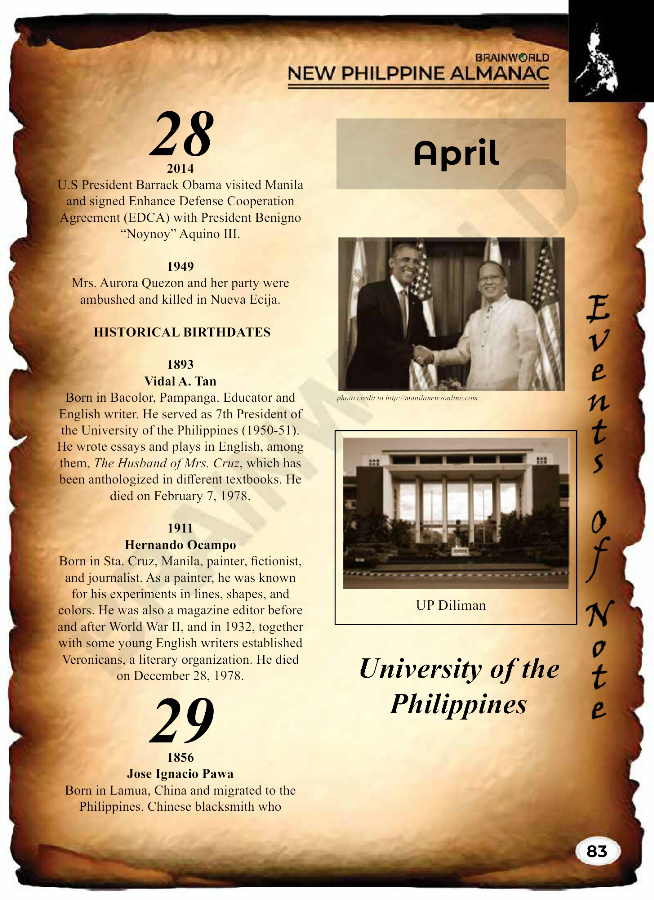 BRAINWORLD
NEW PHILPPINE ALMANAC
28
2014
U.S President Barrack Obama visited Manila
and signed Enhance Defense Cooperation
Agreement (EDCA) with President Benigno
“Noynoy” Aquino III.
1949
Mrs. Aurora Quezon and her party were
ambushed and killed in Nueva Ecija.
HISTORICAL BIRTHDATES
1893
Vidal A. Tan
Born in Bacolor, Pampanga. Educator and
English writer. He served as 7th President of
the University of the Philippines (1950-51).
He wrote essays and plays in English, among
them, The Husband of Mrs. Cruz, which has
been anthologized in different textbooks. He
died on February 7, 1978.
1911
Hernando Ocampo
Born in Sta. Cruz, Manila, painter, fictionist,
and journalist. As a painter, he was known
for his experiments in lines, shapes, and
colors. He was also a magazine editor before
and after World War II, and in 1932, together
with some young English writers established
Veronicans, a literary organization. He died
on December 28, 1978.
29
1856
Jose Ignacio Pawa
Born in Lamua, China and migrated to the
Philippines. Chinese blacksmith who
April
photo credit to http://manilanewsonline.com
UP Diliman
University of the
Philippines
Events of Note
83